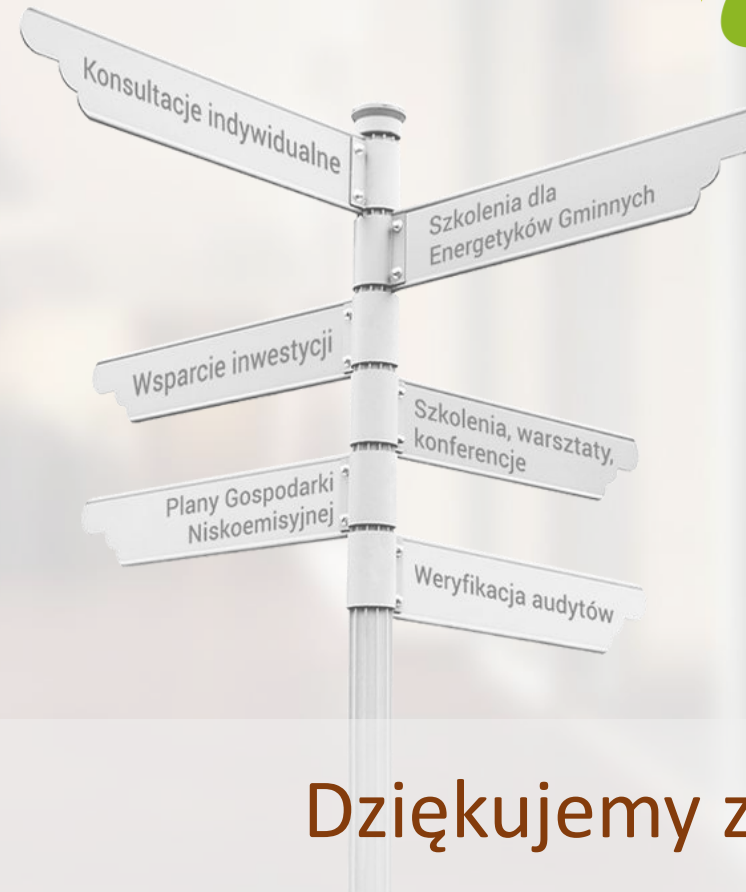 Konsultacje indywidualne
Szkolenia dla
Energetyków Gminnych
Wsparcie inwestycji
Szkolenia, warsztaty,
konferencje
Plany Gospodarki
Niskoemisyjnej
Weryfikacja audytów
Dziękujemy z